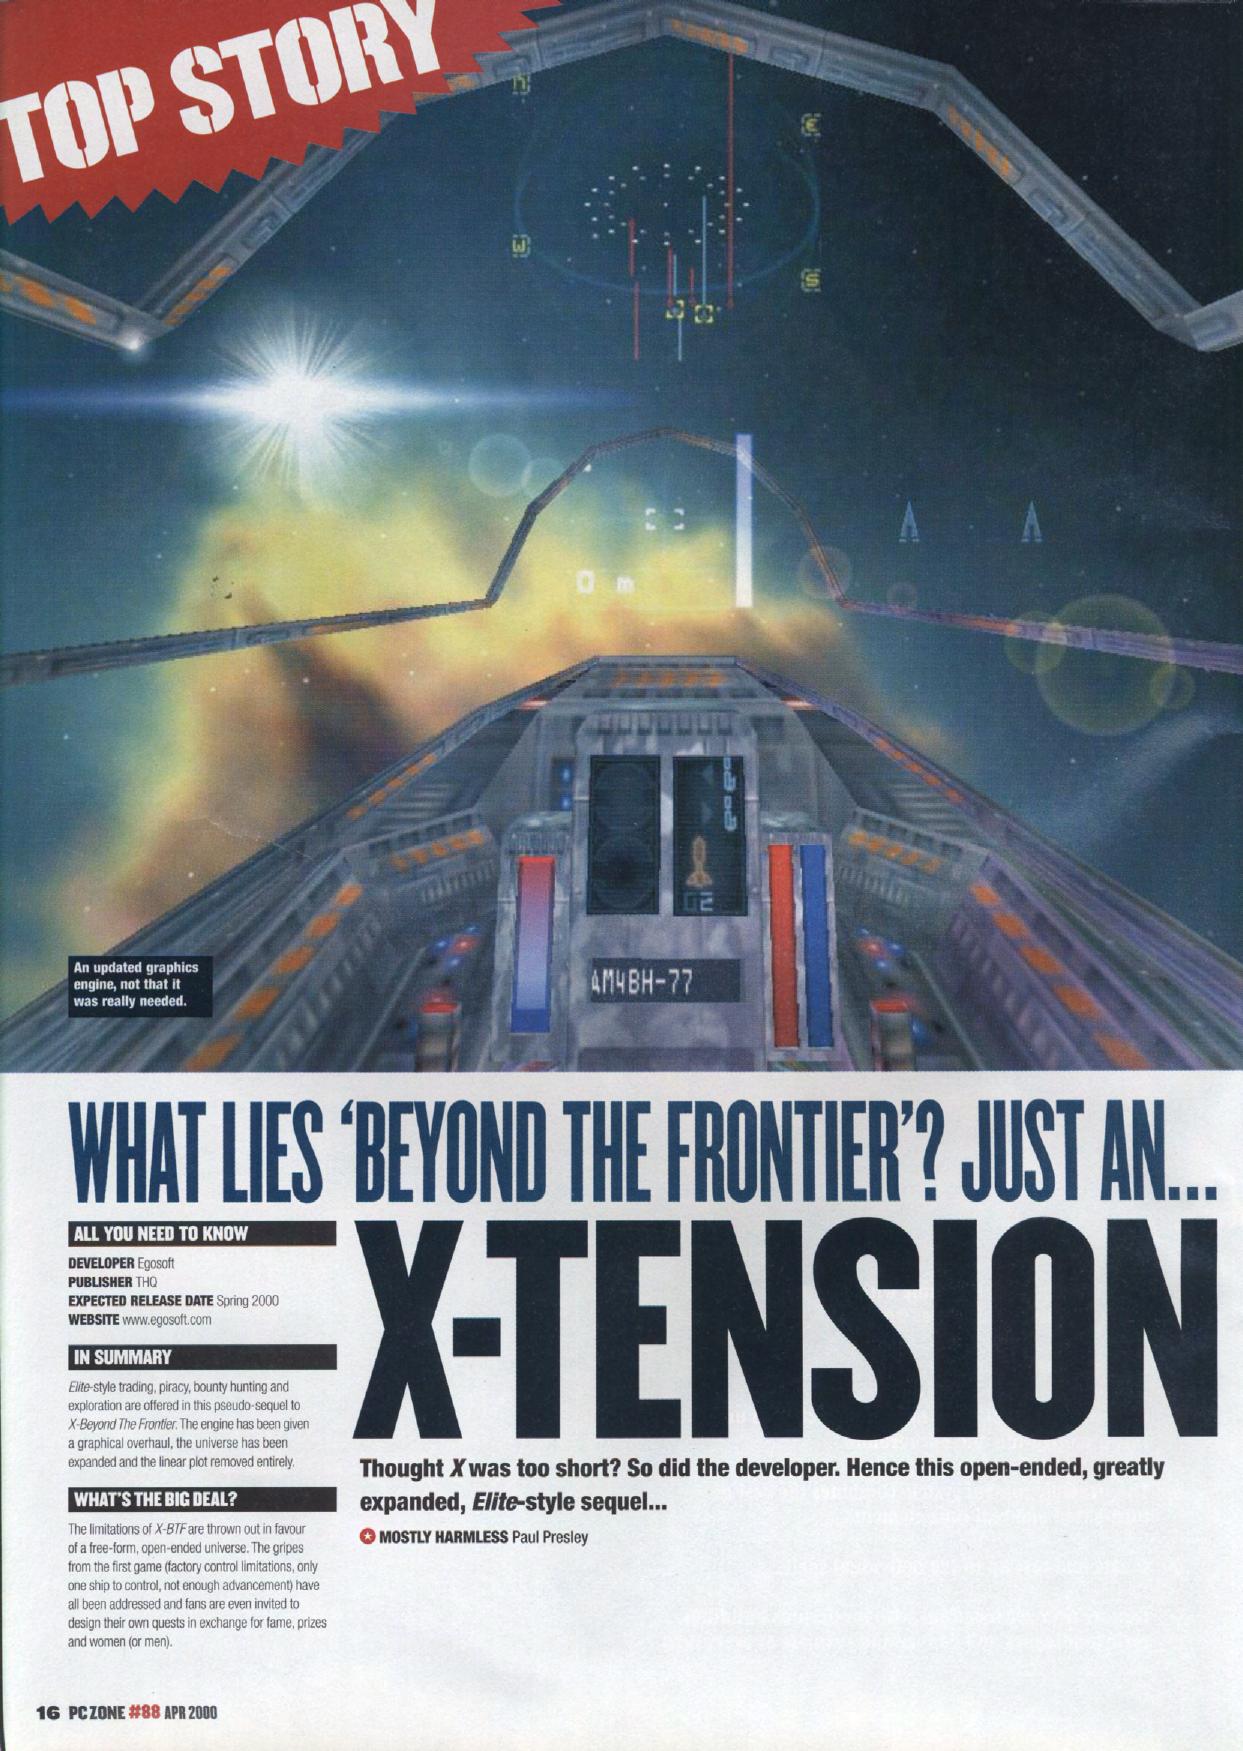 TOP STORY
N
E
W
S
0 m
AM4BH-77
An updated graphics
engine, not that it
was really needed.
WHAT LIES ‘BEYOND THE FRONTIER’? JUST AN...
X-TENSION
ALL YOU NEED TO KNOW
DEVELOPER Egosoft
PUBLISHER THQ
EXPECTED RELEASE DATE Spring 2000
WEBSITE www.egosoft.com
IN SUMMARY
Elite-style trading, piracy, bounty hunting and
exploration are offered in this pseudo-sequel to
X-Beyond The Frontier. The engine has been given
a graphical overhaul, the universe has been
expanded and the linear plot removed entirely.
WHAT'S THE BIG DEAL?
The limitations of X-BTF are thrown out in favour
of a free-form, open-ended universe. The gripes
from the first game (factory control limitations, only
one ship to control, not enough advancement) have
all been addressed and fans are even invited to
design their own quests in exchange for fame, prizes
and women (or men).
Thought X was too short? So did the developer. Hence this open-ended, greatly
expanded, Elite-style sequel...
MOSTLY HARMLESS Paul Presley
16 PCZONE #88 APR 2000